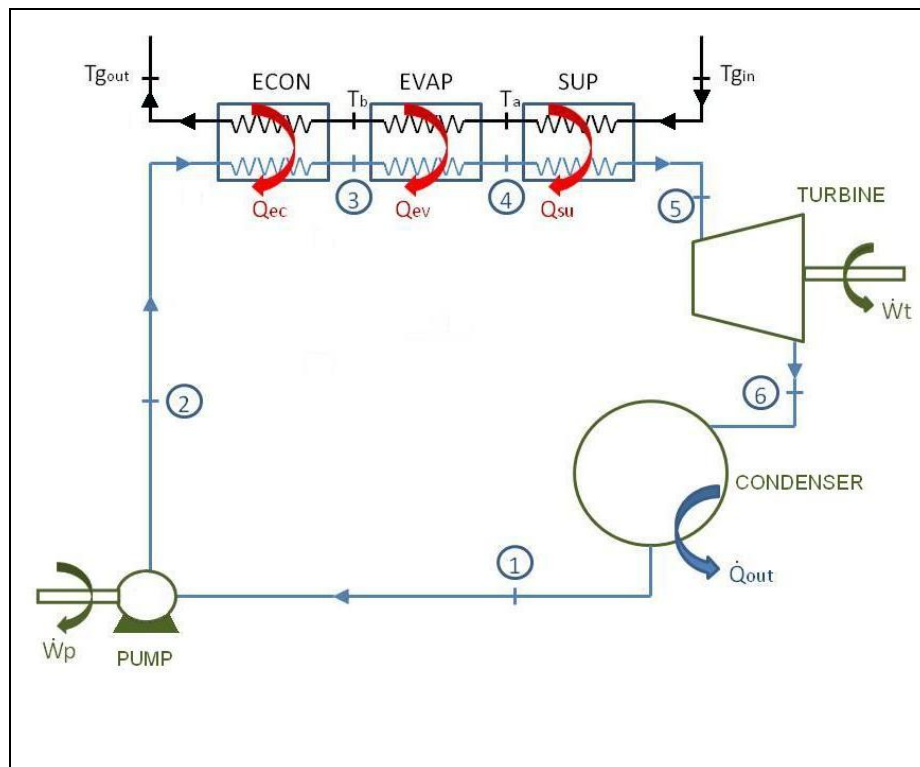 ECON EVAP SUP
Tgout Tb Ta Tgin
Qec 3 Qev 4 Qsu 5
TURBINE
Ẇt
2
6
CONDENSER
1
Q̇out
Ẇp
PUMP